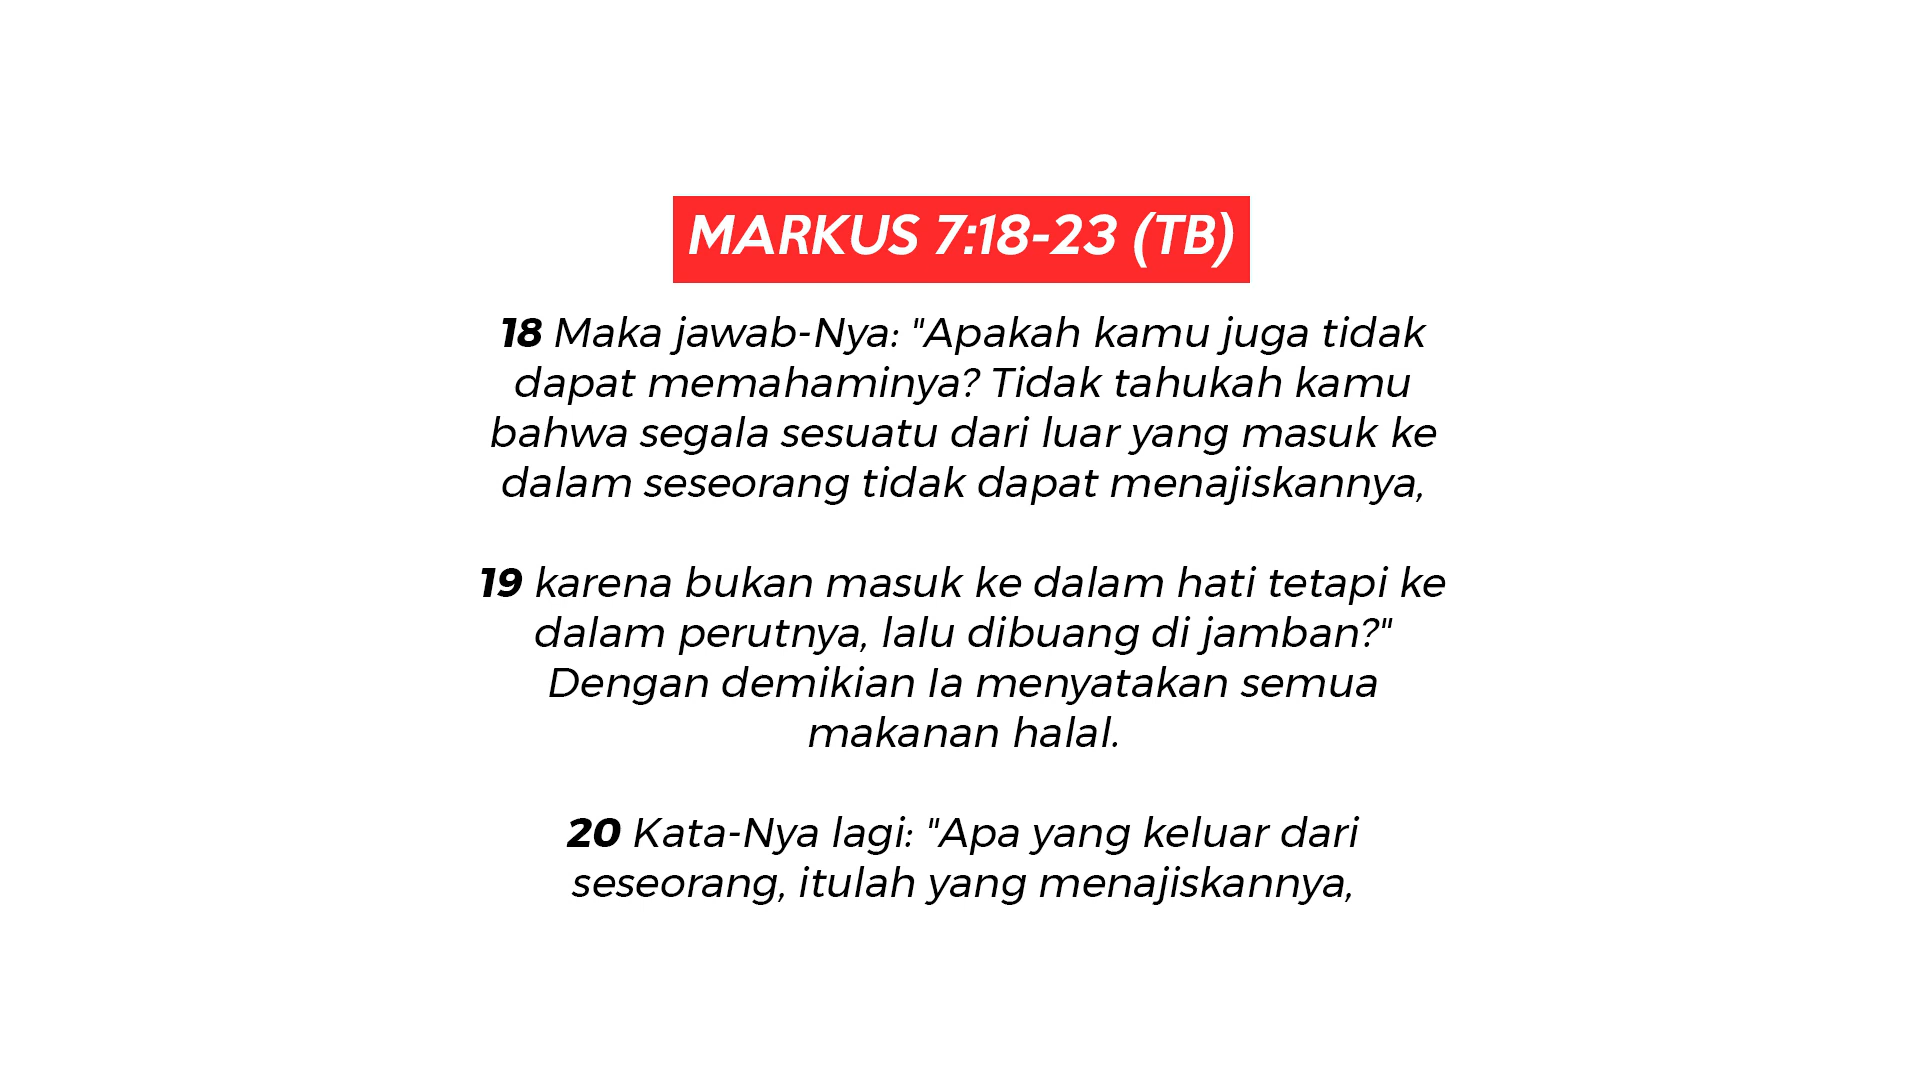 MARKUS 7:18-23 (TB)
18 Maka jawab-Nya: "Apakah kamu juga tidak
dapat memahaminya? Tidak tahukah kamu
bahwa segala sesuatu dari luar yang masuk ke
dalam seseorang tidak dapat menajiskannya,
19 karena bukan masuk ke dalam hati tetapi ke
dalam perutnya, lalu dibuang di jamban?"
Dengan demikian Ia menyatakan semua
makanan halal.
20 Kata-Nya lagi: "Apa yang keluar dari
seseorang, itulah yang menajiskannya,